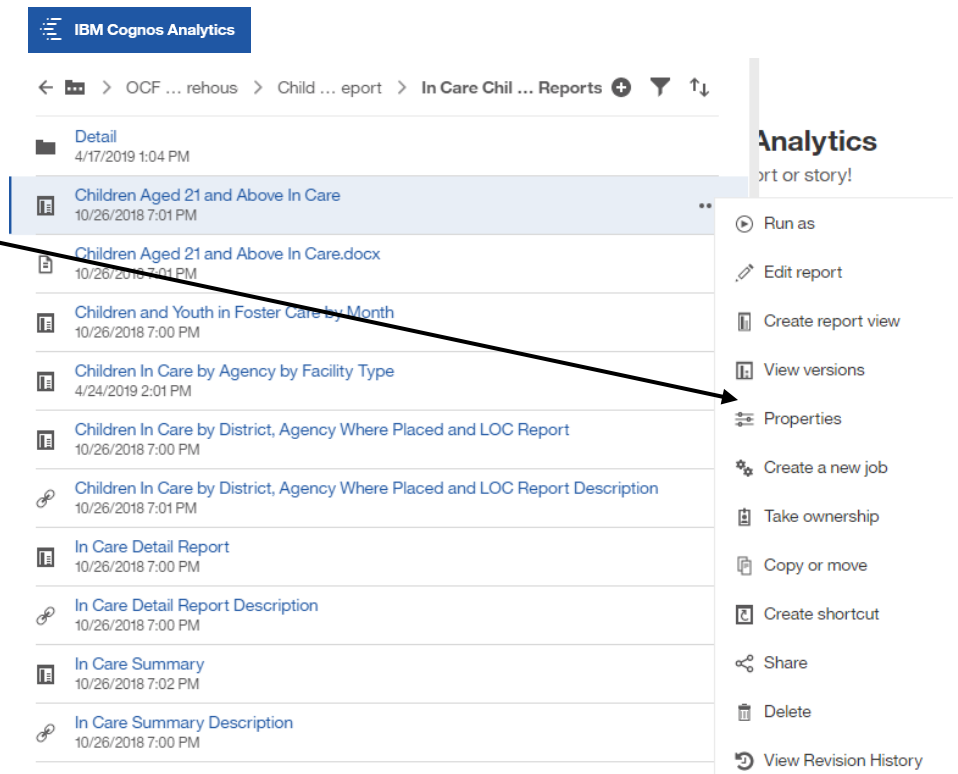 IBM Cognos Analytics
OCF ... rehous > Child ... eport > In Care Chil ... Reports
Detail
4/17/2019 1:04 PM
Children Aged 21 and Above In Care
10/26/2018 7:01 PM
Children Aged 21 and Above In Care.docx
10/26/2018 7:01 PM
Children and Youth in Foster Care by Month
10/26/2018 7:00 PM
Children In Care by Agency by Facility Type
4/24/2019 2:01 PM
Children In Care by District, Agency Where Placed and LOC Report
10/26/2018 7:00 PM
Children In Care by District, Agency Where Placed and LOC Report Description
10/26/2018 7:01 PM
In Care Detail Report
10/26/2018 7:00 PM
In Care Detail Report Description
10/26/2018 7:00 PM
In Care Summary
10/26/2018 7:02 PM
In Care Summary Description
10/26/2018 7:00 PM
Analytics
ort or story!
Run as
Edit report
Create report view
View versions
Properties
Create a new job
Take ownership
Copy or move
Create shortcut
Share
Delete
View Revision History